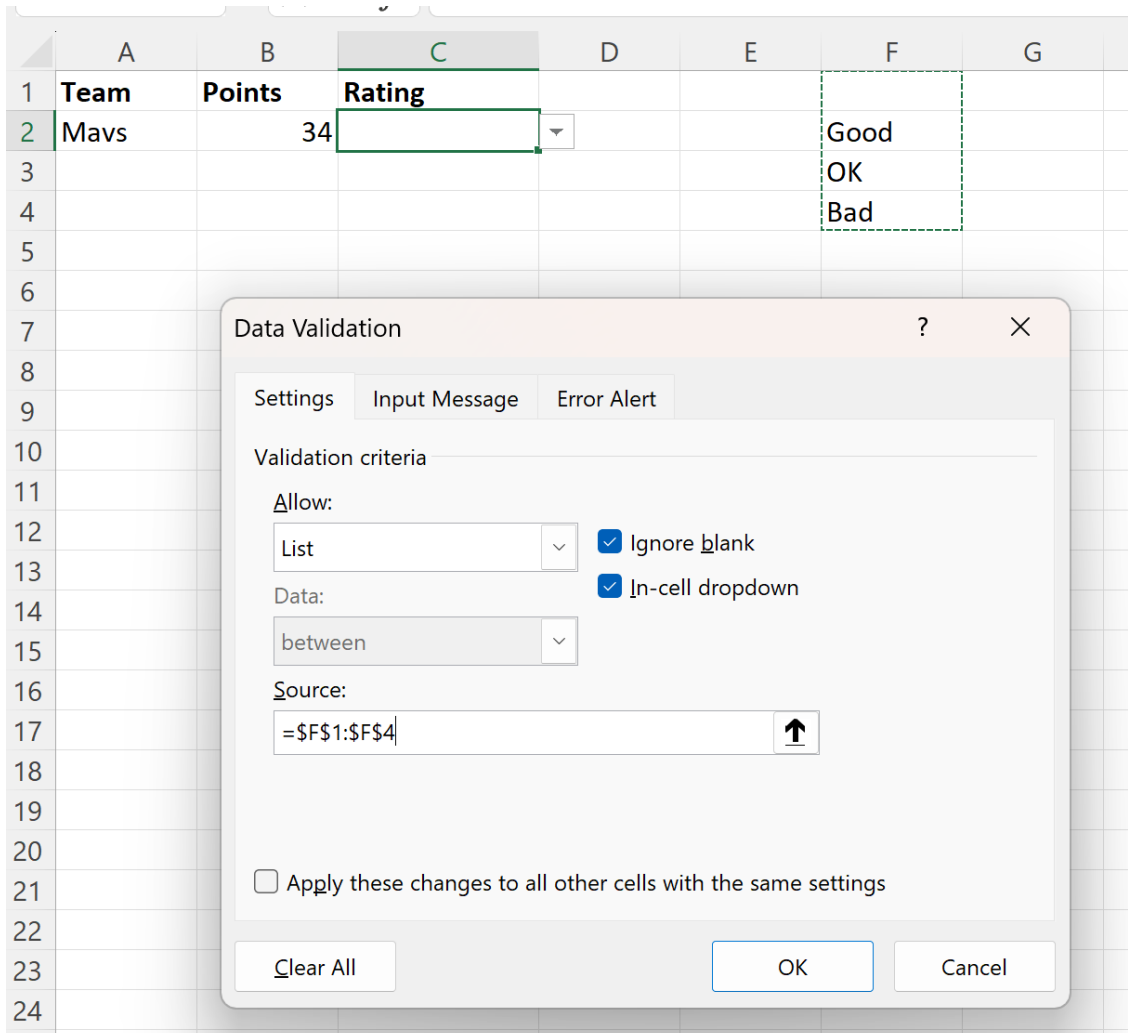 A B C D E F G
1 Team Points Rating
2 Mavs 34 Good
3 OK
4 Bad
5
6
7 Data Validation ? ×
8
9 Settings Input Message Error Alert
10 Validation criteria
11 Allow:
12 List Ignore blank
13 In-cell dropdown
14 Data:
15 between
16 Source:
17 =$F$1:$F$4
18
19
20
21 Apply these changes to all other cells with the same settings
22
23 Clear All OK Cancel
24